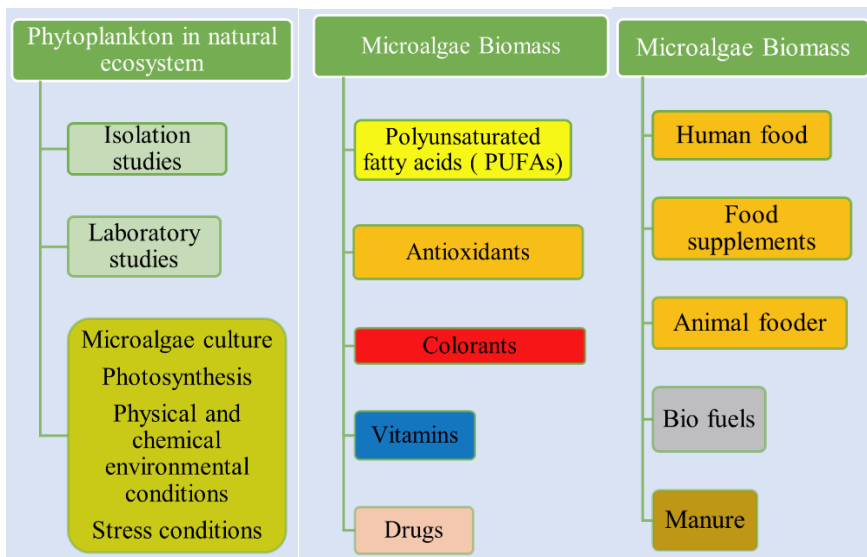 Phytoplankton in natural
ecosystem
Isolation
studies
Laboratory
studies
Microalgae culture
Photosynthesis
Physical and
chemical
environmental
conditions
Stress conditions
Microalgae Biomass
Polyunsaturated
fatty acids ( PUFAs)
Antioxidants
Colorants
Vitamins
Drugs
Microalgae Biomass
Human food
Food
supplements
Animal fooder
Bio fuels
Manure